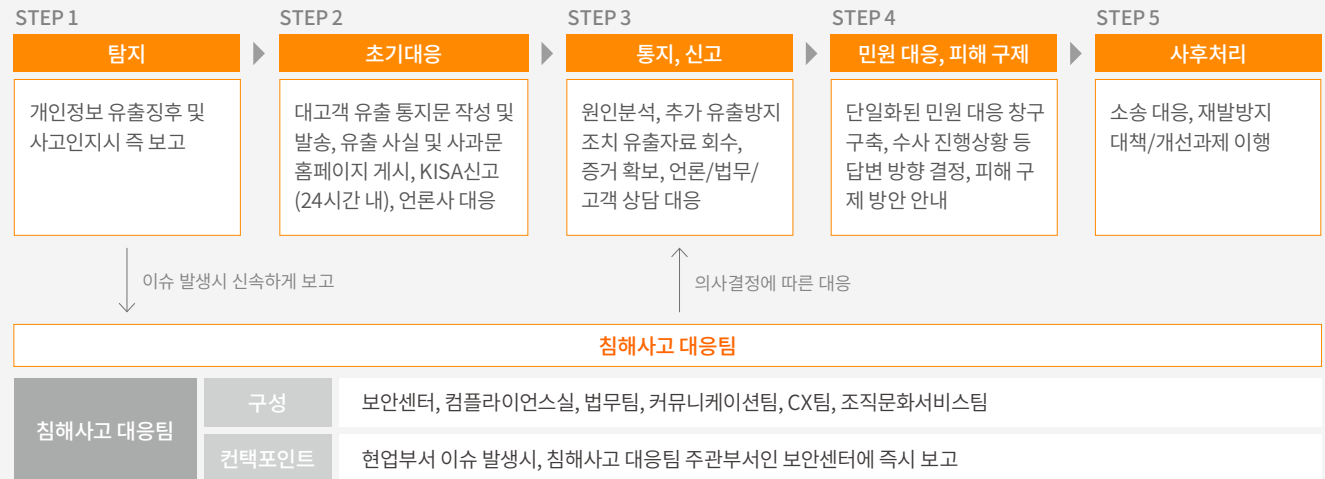 STEP 1
탐지
개인정보 유출징후 및
사고인지시 즉 보고
STEP 2
초기대응
대고객 유출 통지문 작성 및
발송, 유출 사실 및 사과문
홈페이지 게시, KISA신고
(24시간 내), 언론사 대응
STEP 3
통지, 신고
원인분석, 추가 유출방지
조치 유출자료 회수,
증거 확보, 언론/법무/
고객 상담 대응
STEP 4
민원 대응, 피해 구제
단일화된 민원 대응 창구
구축, 수사 진행상황 등
답변 방향 결정, 피해 구
제 방안 안내
STEP 5
사후처리
소송 대응, 재발방지
대책/개선과제 이행
이슈 발생시 신속하게 보고
의사결정에 따른 대응
침해사고 대응팀
침해사고 대응팀
구성
보안센터, 컴플라이언스실, 법무팀, 커뮤니케이션팀, CX팀, 조직문화서비스팀
컨택포인트
현업부서 이슈 발생시, 침해사고 대응팀 주관부서인 보안센터에 즉시 보고